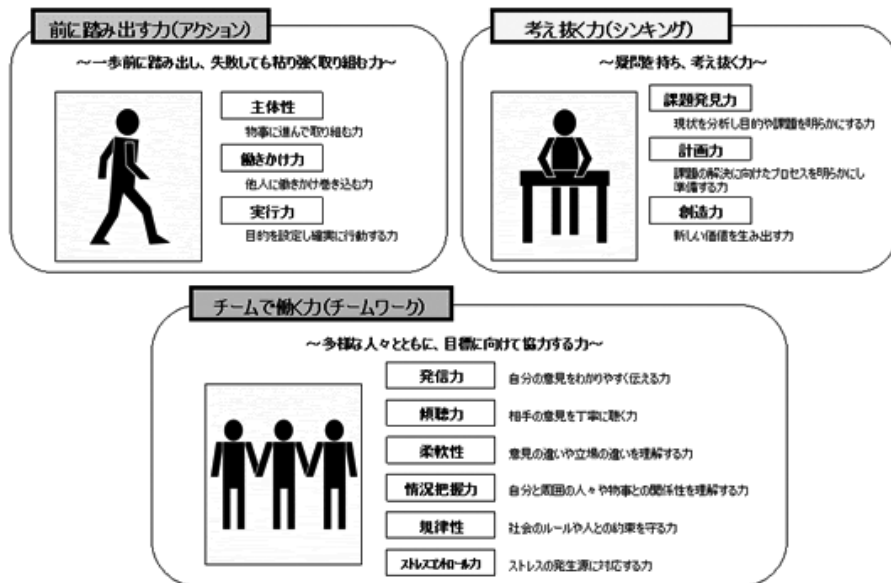 前に踏み出す力(アクション)
～一歩前に踏み出し、失敗しても粘り強く取り組む力～
主体性
物事に進んで取り組む力
働きかけ力
他人に働きかけ巻き込む力
実行力
目的を設定し確実に行動する力
考え抜く力(シンキング)
～疑問を持ち、考え抜く力～
課題発見力
現状を分析し目的や課題を明らかにする力
計画力
課題の解決に向けたプロセスを明らかにし
準備する力
創造力
新しい価値を生み出す力
チームで働く力(チームワーク)
～多様な人々とともに、目標に向けて協力する力～
発信力
自分の意見をわかりやすく伝える力
傾聴力
相手の意見を丁寧に聴く力
柔軟性
意見の違いや立場の違いを理解する力
情況把握力
自分と周囲の人々や物事との関係性を理解する力
規律性
社会のルールや人との約束を守る力
ストレスコントロール力
ストレスの発生源に対応する力